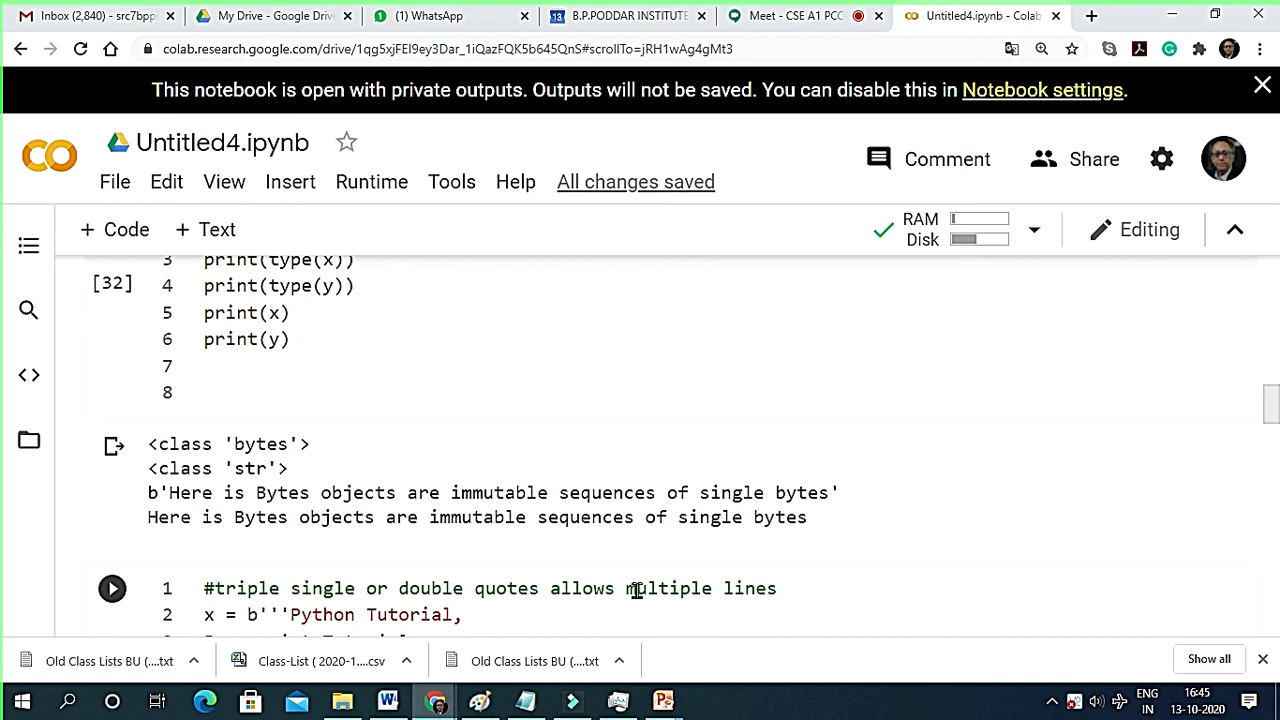 Inbox (2,840) - src7bpp
My Drive - Google Driv
(1) WhatsApp
B.P.PODDAR INSTITUTE
Meet - CSE A1 PCC
Untitled4.ipynb - Colab
colab.research.google.com/drive/1qg5xjFEI9ey3Dar_1iQazFQK5b645QnS#scrollTo=jRH1wAg4gMt3
This notebook is open with private outputs. Outputs will not be saved. You can disable this in Notebook settings.
Untitled4.ipynb
Comment
Share
File Edit View Insert Runtime Tools Help All changes saved
+ Code + Text
RAM
Disk
Editing
3 print(type(x))
[32] 4 print(type(y))
5 print(x)
6 print(y)
7
8
<class 'bytes'>
<class 'str'>
b'Here is Bytes objects are immutable sequences of single bytes'
Here is Bytes objects are immutable sequences of single bytes
1 #triple single or double quotes allows multiple lines
2 x = b'''Python Tutorial,
Old Class Lists BU (....txt
Class-List ( 2020-1....csv
Old Class Lists BU (....txt
Show all
ENG
IN
16:45
13-10-2020